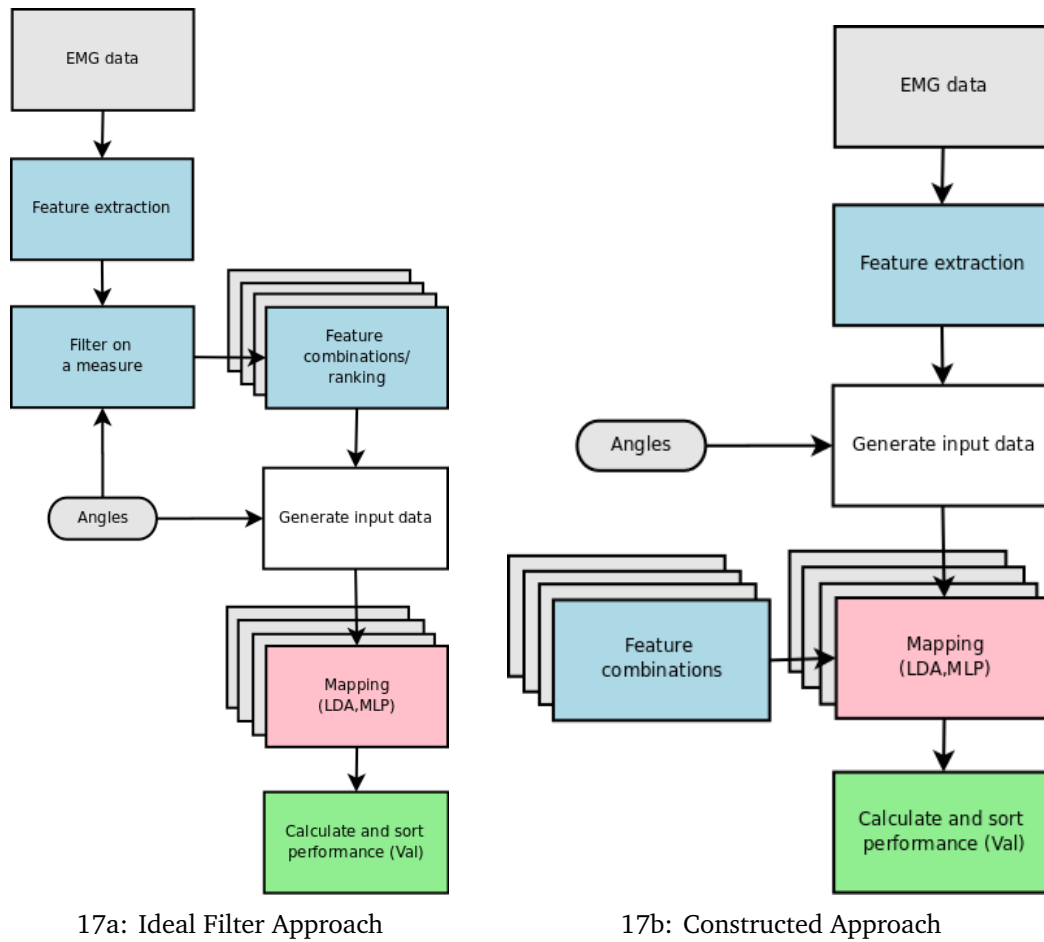 EMG data
Feature extraction
Filter on
a measure
Feature
combinations/
ranking
Angles
Generate input data
Mapping
(LDA,MLP)
Calculate and sort
performance (Val)
17a: Ideal Filter Approach
EMG data
Feature extraction
Angles
Generate input data
Feature
combinations
Mapping
(LDA,MLP)
Calculate and sort
performance (Val)
17b: Constructed Approach